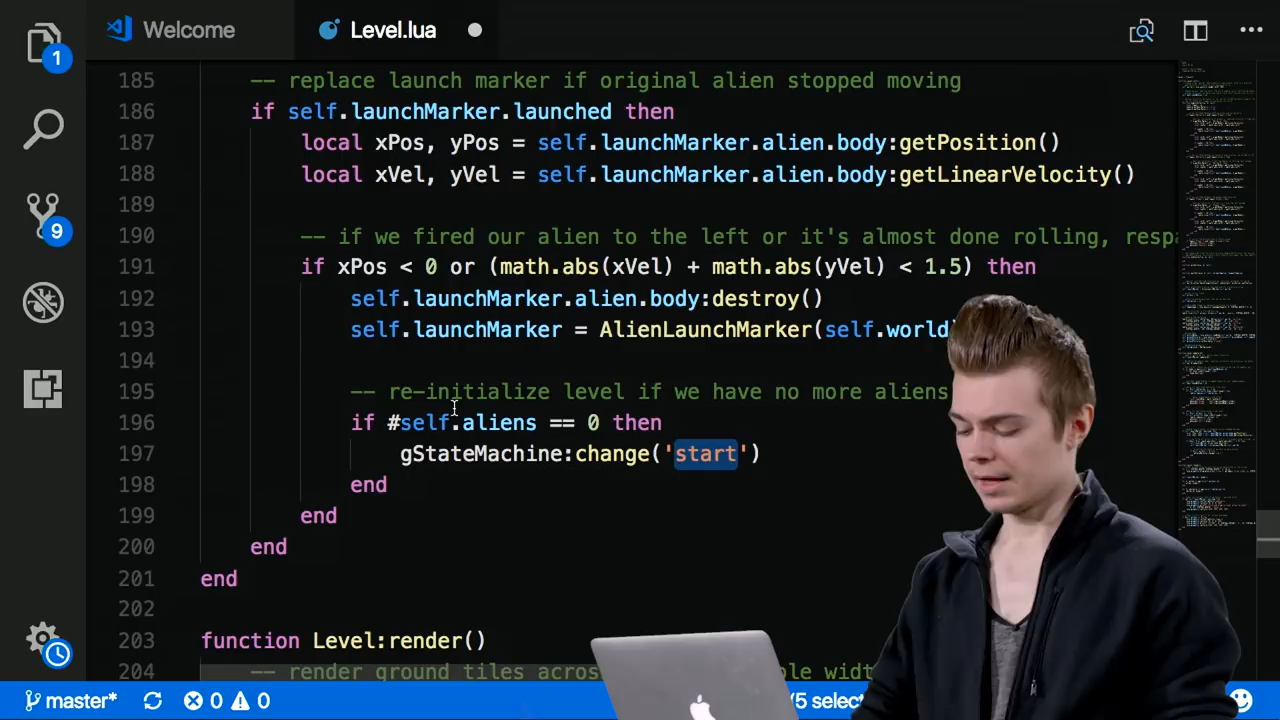 1
9
Welcome
Level.lua
185 -- replace launch marker if original alien stopped moving
186 if self.launchMarker.launched then
187 local xPos, yPos = self.launchMarker.alien.body:getPosition()
188 local xVel, yVel = self.launchMarker.alien.body:getLinearVelocity()
189
190 -- if we fired our alien to the left or it's almost done rolling, respa
191 if xPos < 0 or (math.abs(xVel) + math.abs(yVel) < 1.5) then
192 self.launchMarker.alien.body:destroy()
193 self.launchMarker = AlienLaunchMarker(self.world
194
195 -- re-initialize level if we have no more aliens
196 if #self.aliens == 0 then
197 gStateMachine:change('start')
198 end
199 end
200 end
201 end
202
203 function Level:render()
204 -- render ground tiles across
master* 0 0